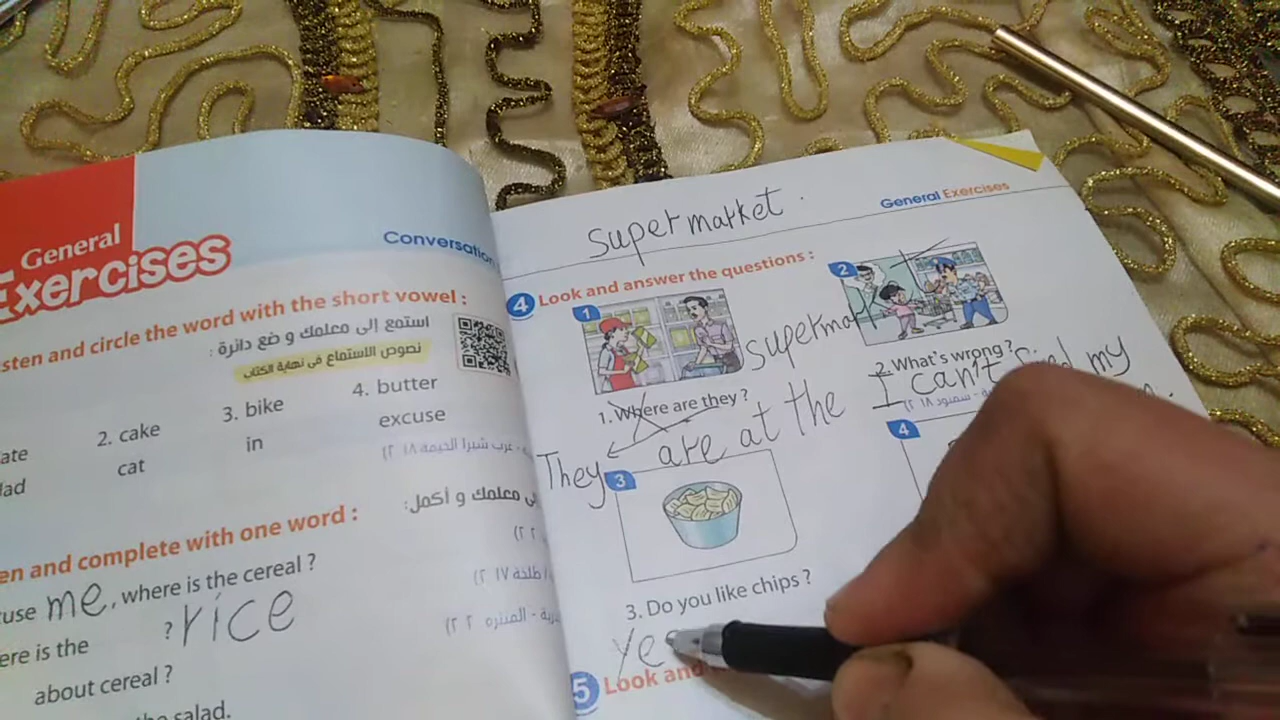 General
Exercises
Conversation
sten and circle the word with the short vowel :
استمع إلى معلمك و ضع دائرة :
نصوص الاستماع فى نهاية الكتاب
ate
2. cake
3. bike
4. butter
lad
cat
in
excuse
معلمك و أكمل:
en and complete with one word :
cuse me, where is the cereal ?
ere is the ? rice
about cereal ?
the salad.
supermarket
General Exercises
4 Look and answer the questions :
1
2
supermar
1. Where are they ?
They are at the
2. What's wrong ?
I can't find my
3
4
3. Do you like chips ?
Yes
5 Look and